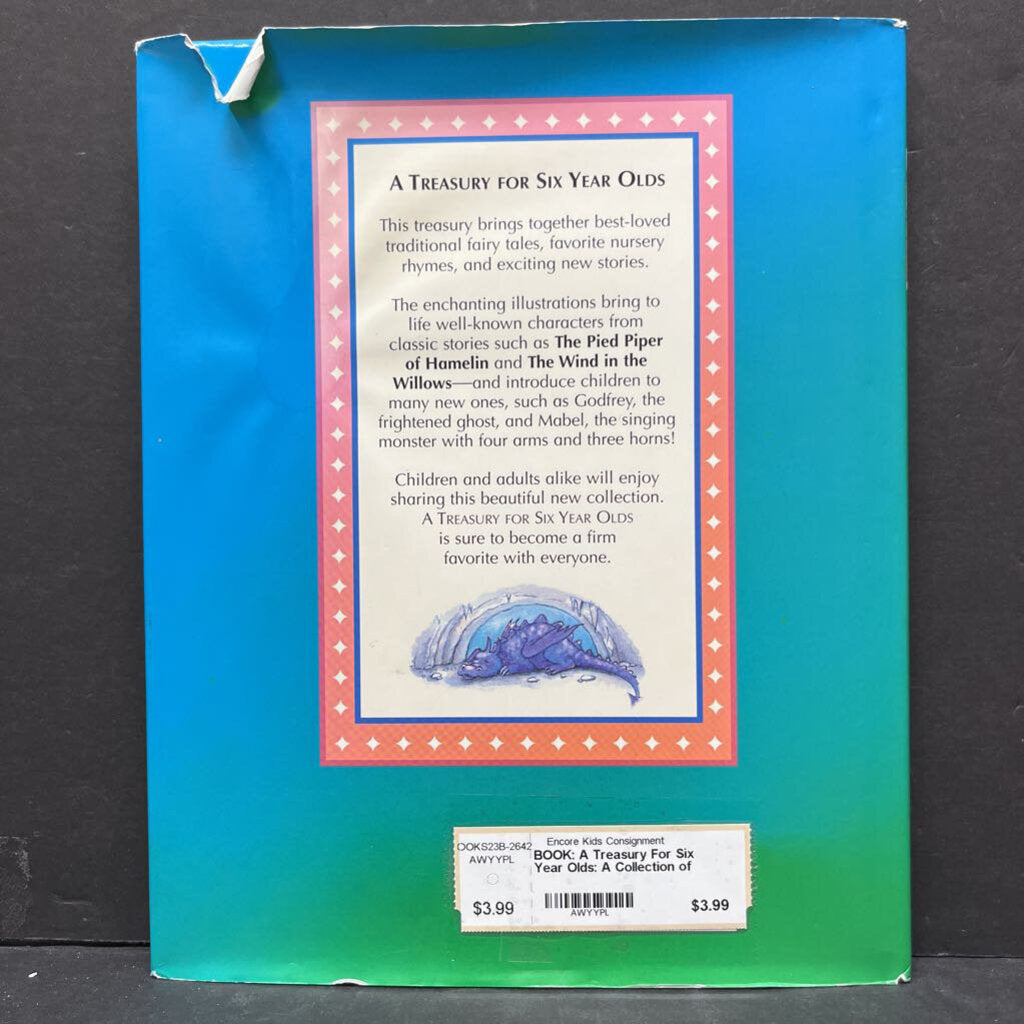 A Treasury for Six Year Olds
This treasury brings together best-loved
traditional fairy tales, favorite nursery
rhymes, and exciting new stories.
The enchanting illustrations bring to
life well-known characters from
classic stories such as The Pied Piper
of Hamelin and The Wind in the
Willows—and introduce children to
many new ones, such as Godfrey, the
frightened ghost, and Mabel, the singing
monster with four arms and three horns!
Children and adults alike will enjoy
sharing this beautiful new collection.
A Treasury for Six Year Olds
is sure to become a firm
favorite with everyone.
OOKS23B-2642
AWYYPL
$3.99
Encore Kids Consignment
BOOK: A Treasury For Six
Year Olds: A Collection of
AWYYPL
$3.99